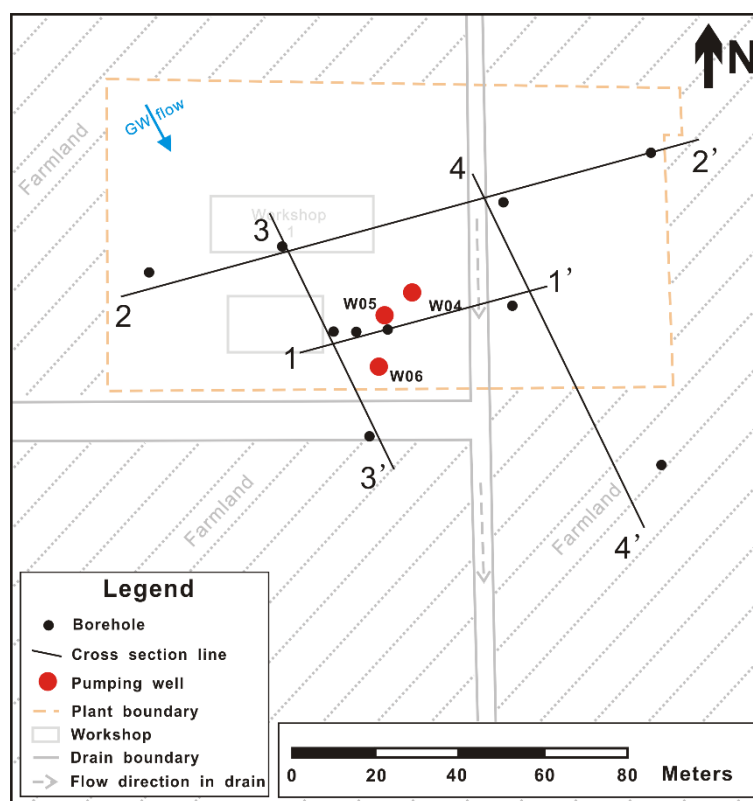 N
GW flow
Farmland
4
2’
Workshop
1
3
1’
2
W05
W04
1
W06
3’
Farmland
Farmland
4’
Legend
Borehole
Cross section line
Pumping well
Plant boundary
Workshop
Drain boundary
Flow direction in drain
0 20 40 60 80 Meters